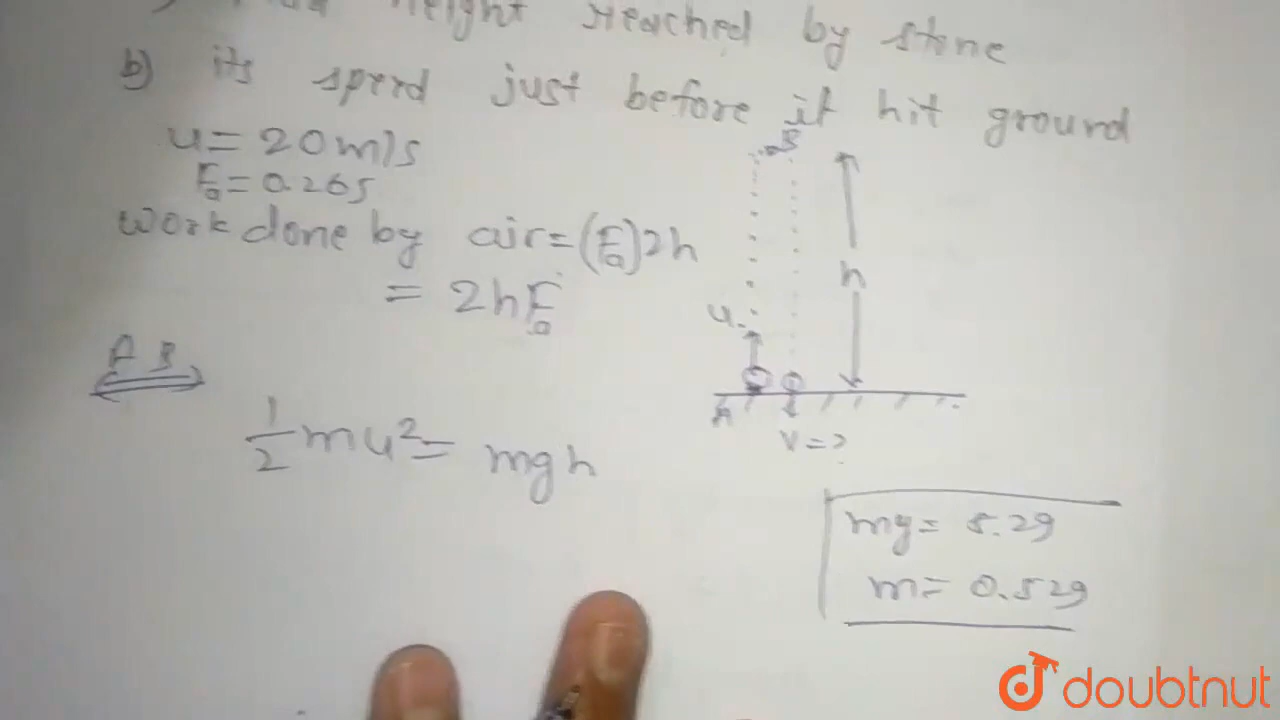 height reached by stone
b) its speed just before it hit ground
u = 20 m/s
Fa = 0.265
work done by air = (Fa) 2h
= 2hFa
A B
1/2 mu² = mgh
B
h
u
A
v = ?
mg = 5.29
m = 0.529
doubtnut